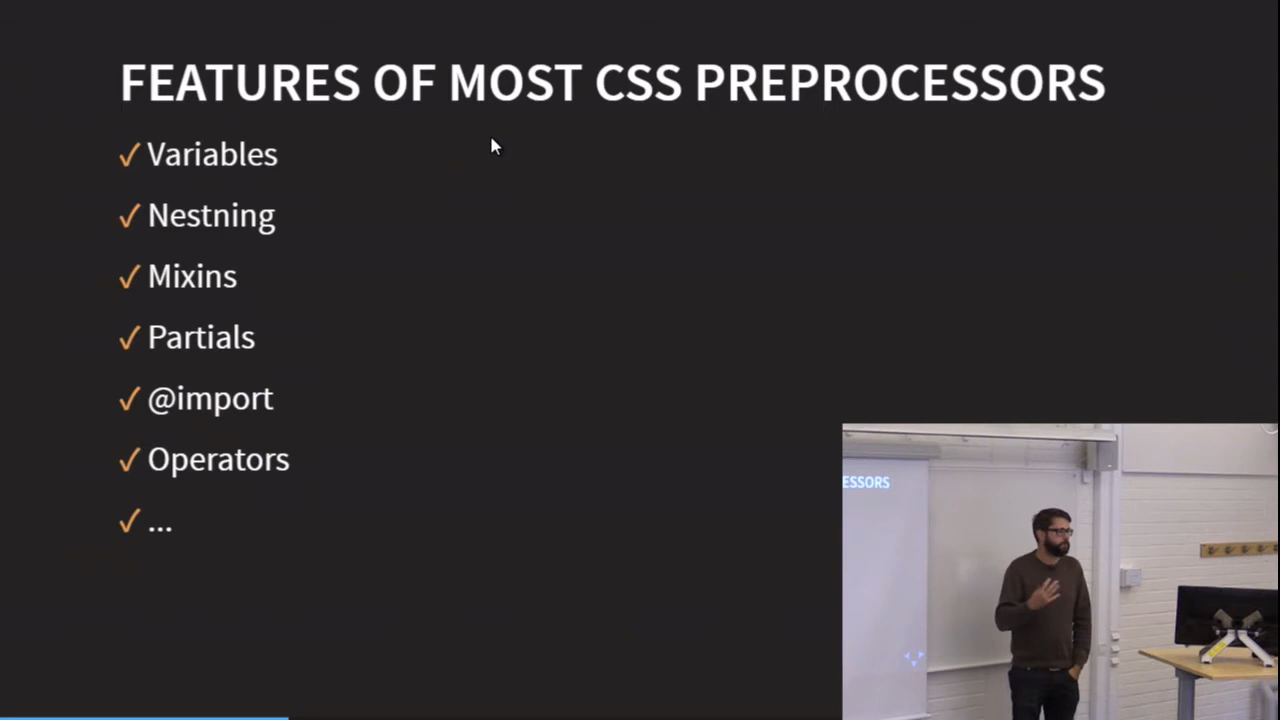 FEATURES OF MOST CSS PREPROCESSORS
✓ Variables
✓ Nestning
✓ Mixins
✓ Partials
✓ @import
✓ Operators
✓ ...
ESSORS